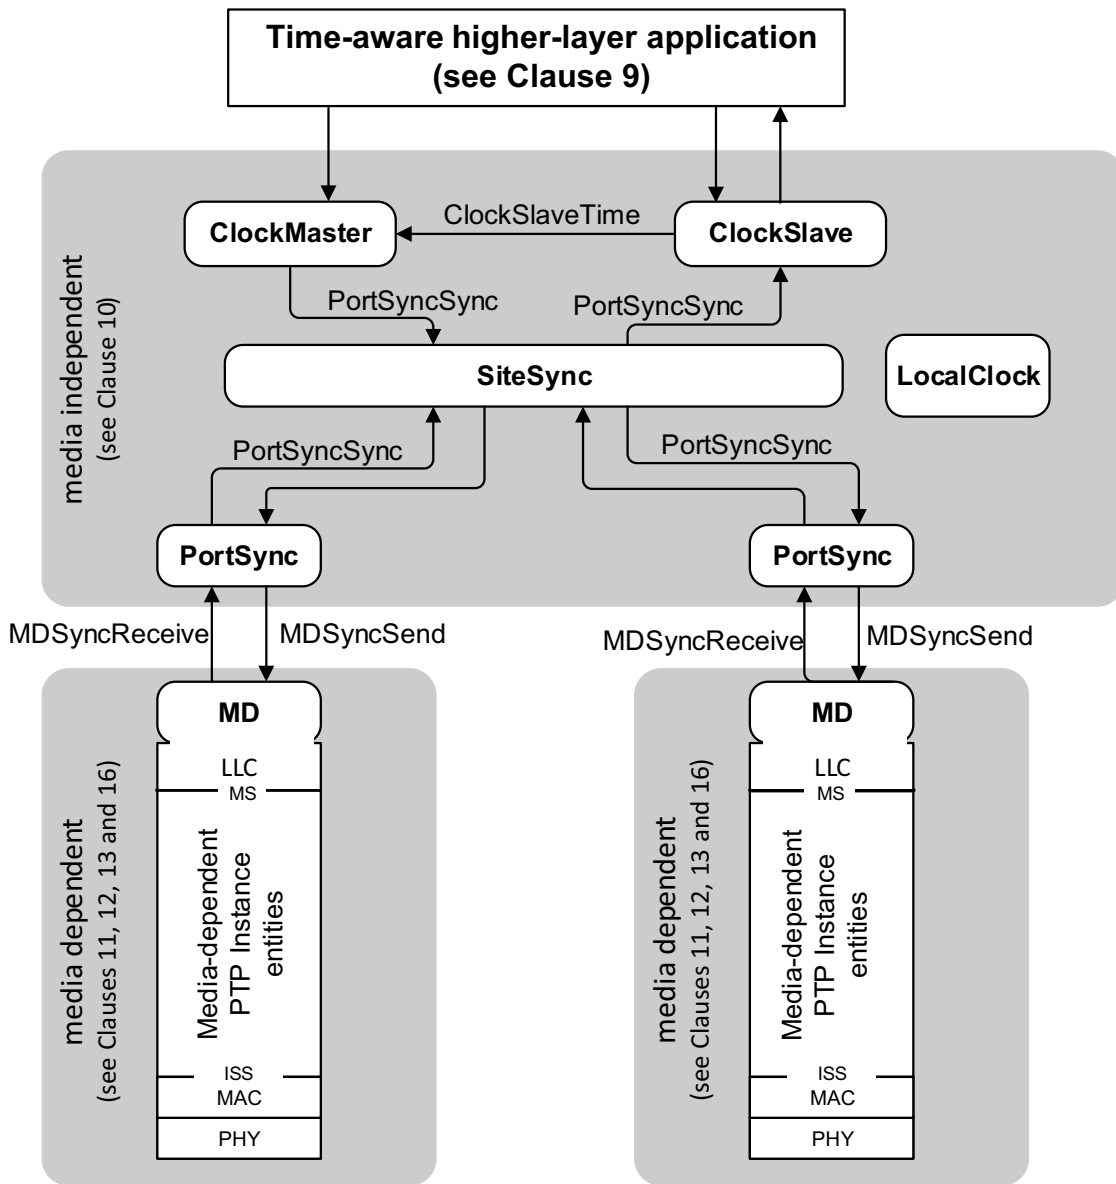 Time-aware higher-layer application
(see Clause 9)
ClockMaster
ClockSlaveTime
ClockSlave
PortSyncSync
PortSyncSync
media independent
(see Clause 10)
SiteSync
LocalClock
PortSyncSync
PortSyncSync
PortSync
PortSync
MDSyncReceive
MDSyncSend
MDSyncReceive
MDSyncSend
media dependent
(see Clauses 11, 12, 13 and 16)
MD
LLC
MS
Media-dependent
PTP Instance
entities
ISS
MAC
PHY
media dependent
(see Clauses 11, 12, 13 and 16)
MD
LLC
MS
Media-dependent
PTP Instance
entities
ISS
MAC
PHY